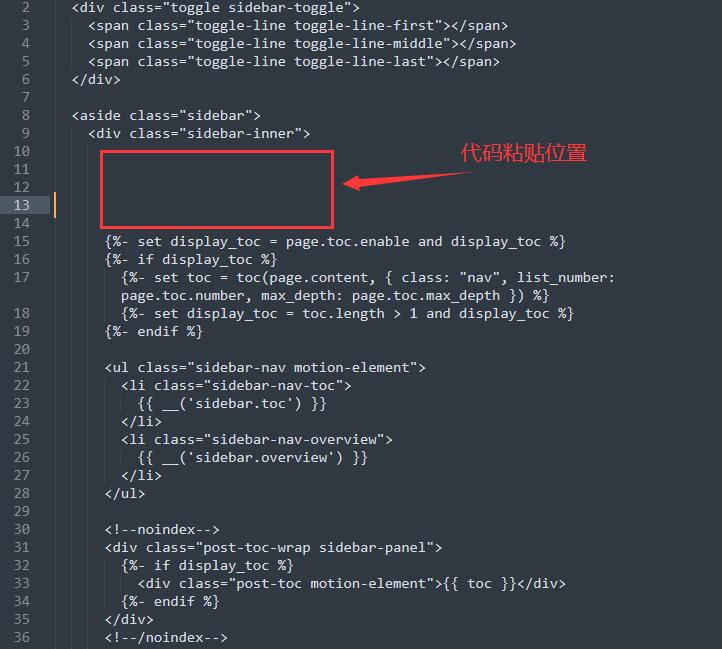 2 <div class="toggle sidebar-toggle">
3 <span class="toggle-line toggle-line-first"></span>
4 <span class="toggle-line toggle-line-middle"></span>
5 <span class="toggle-line toggle-line-last"></span>
6 </div>
7
8 <aside class="sidebar">
9 <div class="sidebar-inner">
10 代码粘贴位置
11
12
13
14
15 {%- set display_toc = page.toc.enable and display_toc %}
16 {%- if display_toc %}
17 {%- set toc = toc(page.content, { class: "nav", list_number:
page.toc.number, max_depth: page.toc.max_depth }) %}
18 {%- set display_toc = toc.length > 1 and display_toc %}
19 {%- endif %}
20
21 <ul class="sidebar-nav motion-element">
22 <li class="sidebar-nav-toc">
23 {{ __('sidebar.toc') }}
24 </li>
25 <li class="sidebar-nav-overview">
26 {{ __('sidebar.overview') }}
27 </li>
28 </ul>
29
30 <!--noindex-->
31 <div class="post-toc-wrap sidebar-panel">
32 {%- if display_toc %}
33 <div class="post-toc motion-element">{{ toc }}</div>
34 {%- endif %}
35 </div>
36 <!--/noindex-->